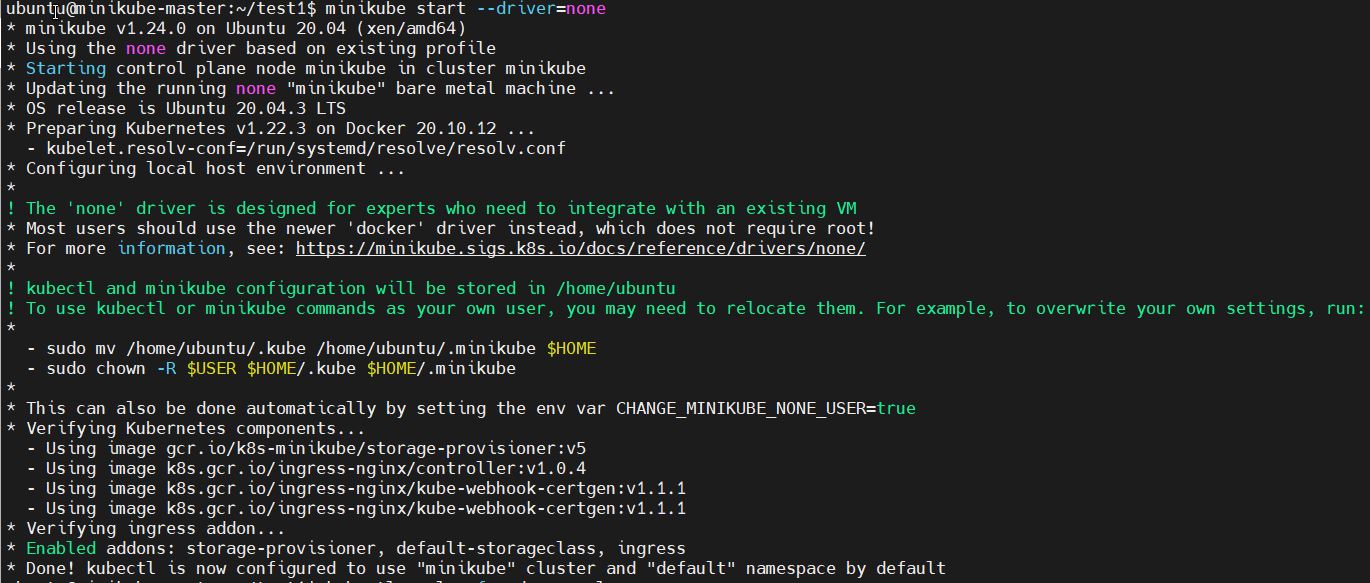 ubuntu@minikube-master:~/test1$ minikube start --driver=none
* minikube v1.24.0 on Ubuntu 20.04 (xen/amd64)
* Using the none driver based on existing profile
* Starting control plane node minikube in cluster minikube
* Updating the running none "minikube" bare metal machine ...
* OS release is Ubuntu 20.04.3 LTS
* Preparing Kubernetes v1.22.3 on Docker 20.10.12 ...
  - kubelet.resolv-conf=/run/systemd/resolve/resolv.conf
* Configuring local host environment ...
*
! The 'none' driver is designed for experts who need to integrate with an existing VM
* Most users should use the newer 'docker' driver instead, which does not require root!
* For more information, see: https://minikube.sigs.k8s.io/docs/reference/drivers/none/
*
! kubectl and minikube configuration will be stored in /home/ubuntu
! To use kubectl or minikube commands as your own user, you may need to relocate them. For example, to overwrite your own settings, run:
*
  - sudo mv /home/ubuntu/.kube /home/ubuntu/.minikube $HOME
  - sudo chown -R $USER $HOME/.kube $HOME/.minikube
*
* This can also be done automatically by setting the env var CHANGE_MINIKUBE_NONE_USER=true
* Verifying Kubernetes components...
  - Using image gcr.io/k8s-minikube/storage-provisioner:v5
  - Using image k8s.gcr.io/ingress-nginx/controller:v1.0.4
  - Using image k8s.gcr.io/ingress-nginx/kube-webhook-certgen:v1.1.1
  - Using image k8s.gcr.io/ingress-nginx/kube-webhook-certgen:v1.1.1
* Verifying ingress addon...
* Enabled addons: storage-provisioner, default-storageclass, ingress
* Done! kubectl is now configured to use "minikube" cluster and "default" namespace by default